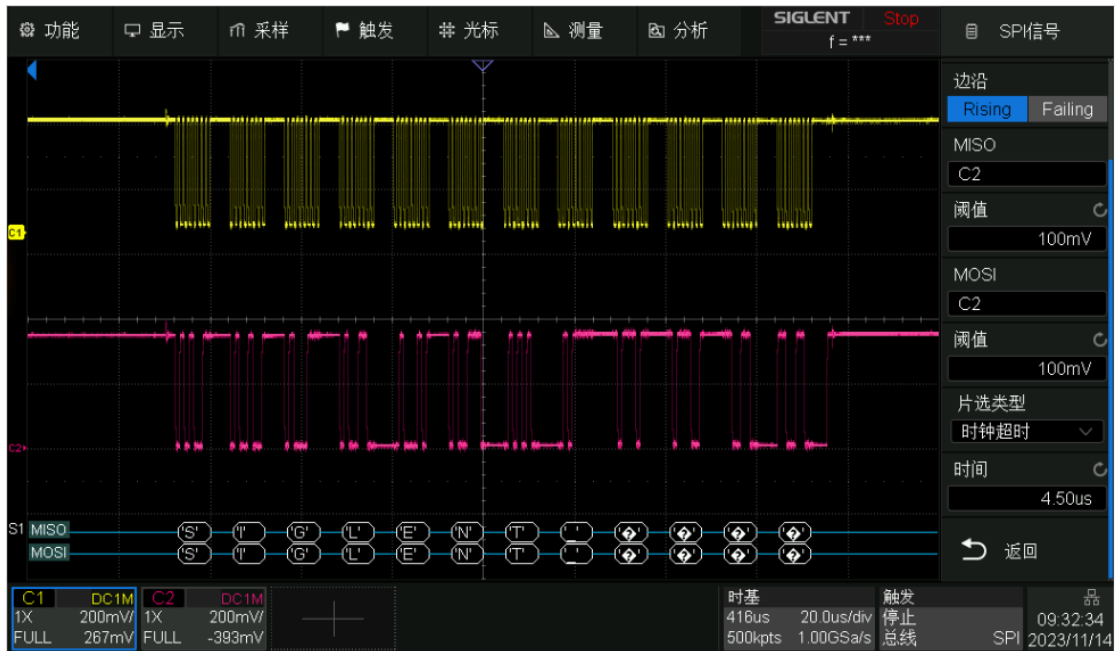 功能 显示 采样 触发 光标 测量 分析 SIGLENT Stop
f = ***
SPI信号
边沿
Rising Failing
MISO
C2
阈值
100mV
MOSI
C2
阈值
100mV
片选类型
时钟超时
时间
4.50us
返回
C1
C2
S1 MISO 'S' 'I' 'G' 'L' 'E' 'N' 'T' '_' '�' '�' '�' '�'
MOSI 'S' 'I' 'G' 'L' 'E' 'N' 'T' '_' '�' '�' '�' '�'
C1 DC1M
1X 200mV/
FULL 267mV
C2 DC1M
1X 200mV/
FULL -393mV
时基
416us 20.0us/div
500kpts 1.00GSa/s
触发
停止
总线 SPI
09:32:34
2023/11/14